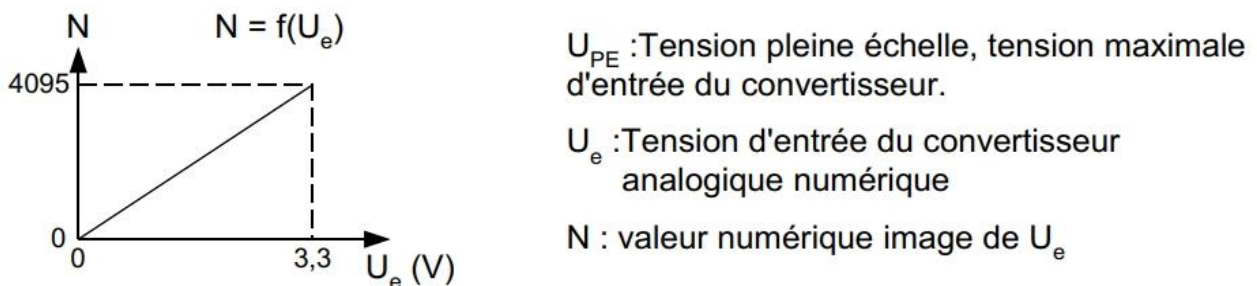 N
N = f(Ue)
4095
0
0
3,3
Ue (V)
UPE :Tension pleine échelle, tension maximale
d'entrée du convertisseur.
Ue :Tension d'entrée du convertisseur
analogique numérique
N : valeur numérique image de Ue